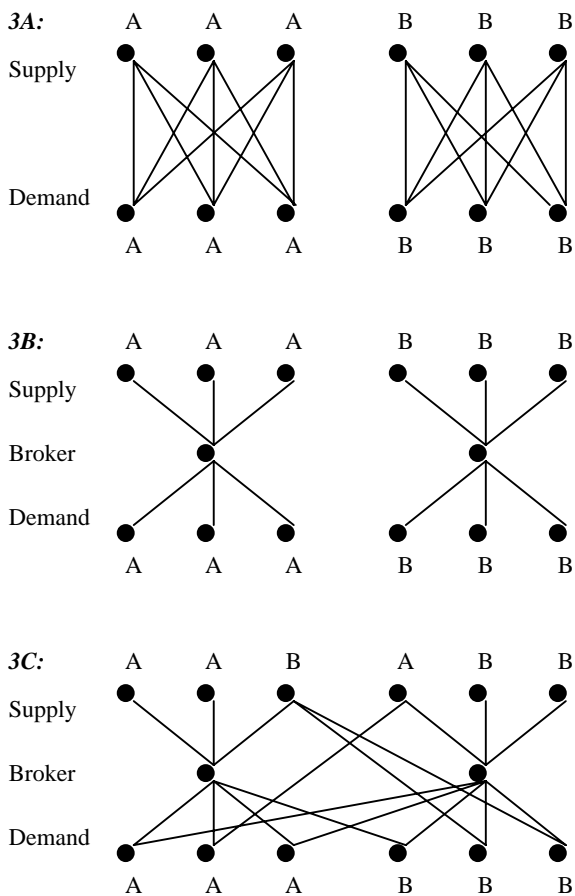 3A: A A A B B B
Supply
Demand
A A A B B B
3B: A A A B B B
Supply
Broker
Demand
A A A B B B
3C: A A B A B B
Supply
Broker
Demand
A A A B B B